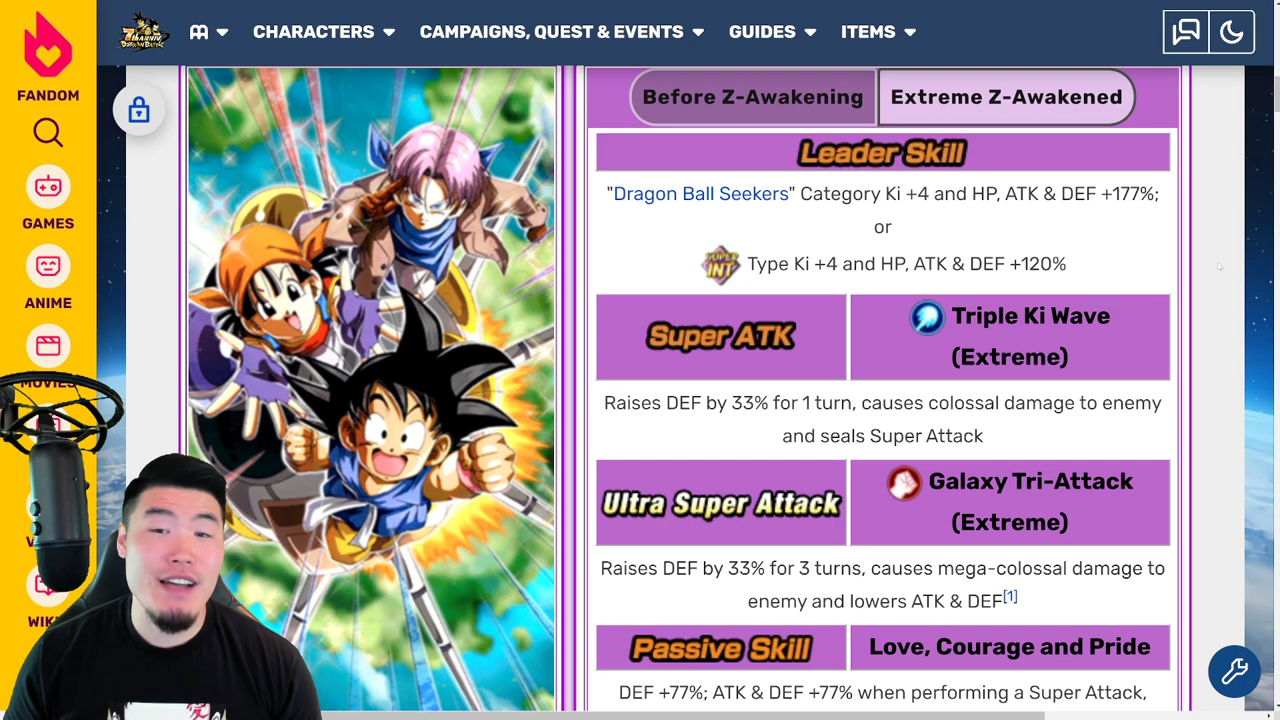 CHARACTERS
CAMPAIGNS, QUEST & EVENTS
GUIDES
ITEMS
FANDOM
GAMES
ANIME
MOVIES
WIK
Before Z-Awakening
Extreme Z-Awakened
Leader Skill
"Dragon Ball Seekers" Category Ki +4 and HP, ATK & DEF +177%;
or
SUPER INT Type Ki +4 and HP, ATK & DEF +120%
Super ATK
Triple Ki Wave
(Extreme)
Raises DEF by 33% for 1 turn, causes colossal damage to enemy
and seals Super Attack
Ultra Super Attack
Galaxy Tri-Attack
(Extreme)
Raises DEF by 33% for 3 turns, causes mega-colossal damage to
enemy and lowers ATK & DEF[1]
Passive Skill
Love, Courage and Pride
DEF +77%; ATK & DEF +77% when performing a Super Attack,